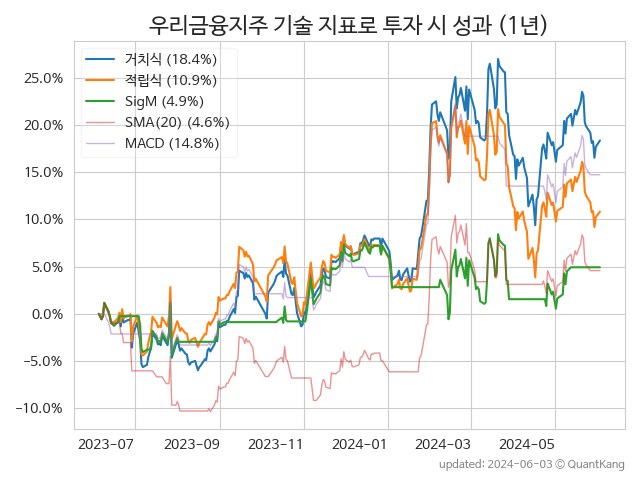 우리금융지주 기술 지표로 투자 시 성과 (1년)
거치식 (18.4%)
적립식 (10.9%)
SigM (4.9%)
SMA(20) (4.6%)
MACD (14.8%)
25.0%
20.0%
15.0%
10.0%
5.0%
0.0%
−5.0%
−10.0%
2023-07 2023-09 2023-11 2024-01 2024-03 2024-05
updated: 2024-06-03 ⓒ QuantKang